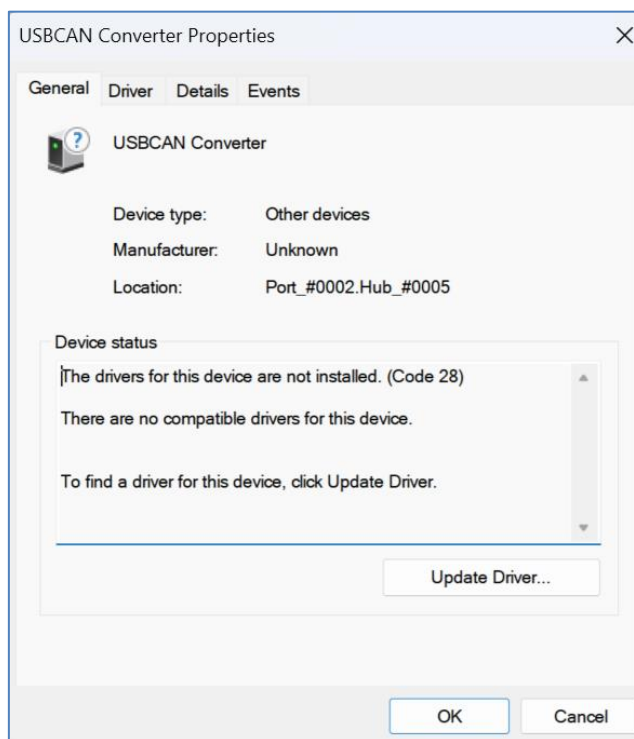 USBCAN Converter Properties
General Driver Details Events
USBCAN Converter
Device type: Other devices
Manufacturer: Unknown
Location: Port_#0002.Hub_#0005
Device status
The drivers for this device are not installed. (Code 28)
There are no compatible drivers for this device.
To find a driver for this device, click Update Driver.
Update Driver...
OK Cancel